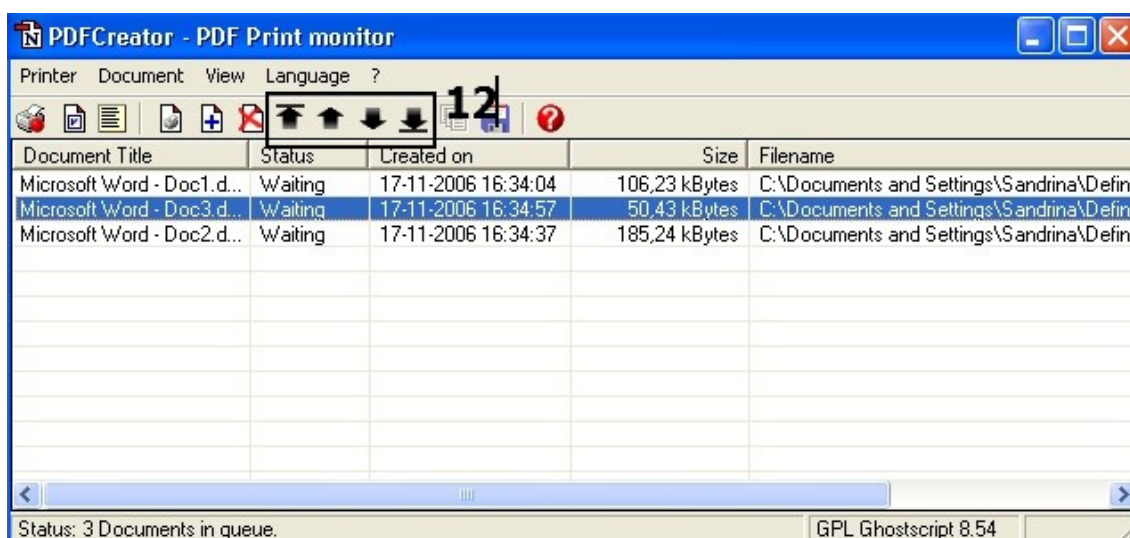 PDFCreator - PDF Print monitor
Printer Document View Language ?
12
Document Title Status Created on Size Filename
Microsoft Word - Doc1.d... Waiting 17-11-2006 16:34:04 106,23 kBytes C:\Documents and Settings\Sandrina\Defin
Microsoft Word - Doc3.d... Waiting 17-11-2006 16:34:57 50,43 kBytes C:\Documents and Settings\Sandrina\Defin
Microsoft Word - Doc2.d... Waiting 17-11-2006 16:34:37 185,24 kBytes C:\Documents and Settings\Sandrina\Defin
Status: 3 Documents in queue. GPL Ghostscript 8.54